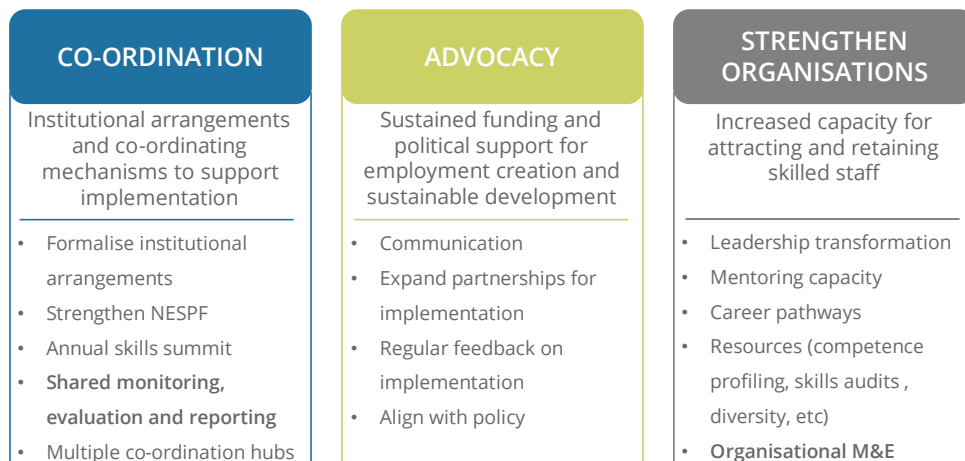 CO-ORDINATION
Institutional arrangements
and co-ordinating
mechanisms to support
implementation
• Formalise institutional
arrangements
• Strengthen NESPF
• Annual skills summit
• Shared monitoring,
evaluation and reporting
• Multiple co-ordination hubs
ADVOCACY
Sustained funding and
political support for
employment creation and
sustainable development
• Communication
• Expand partnerships for
implementation
• Regular feedback on
implementation
• Align with policy
STRENGTHEN
ORGANISATIONS
Increased capacity for
attracting and retaining
skilled staff
• Leadership transformation
• Mentoring capacity
• Career pathways
• Resources (competence
profiling, skills audits ,
diversity, etc)
• Organisational M&E